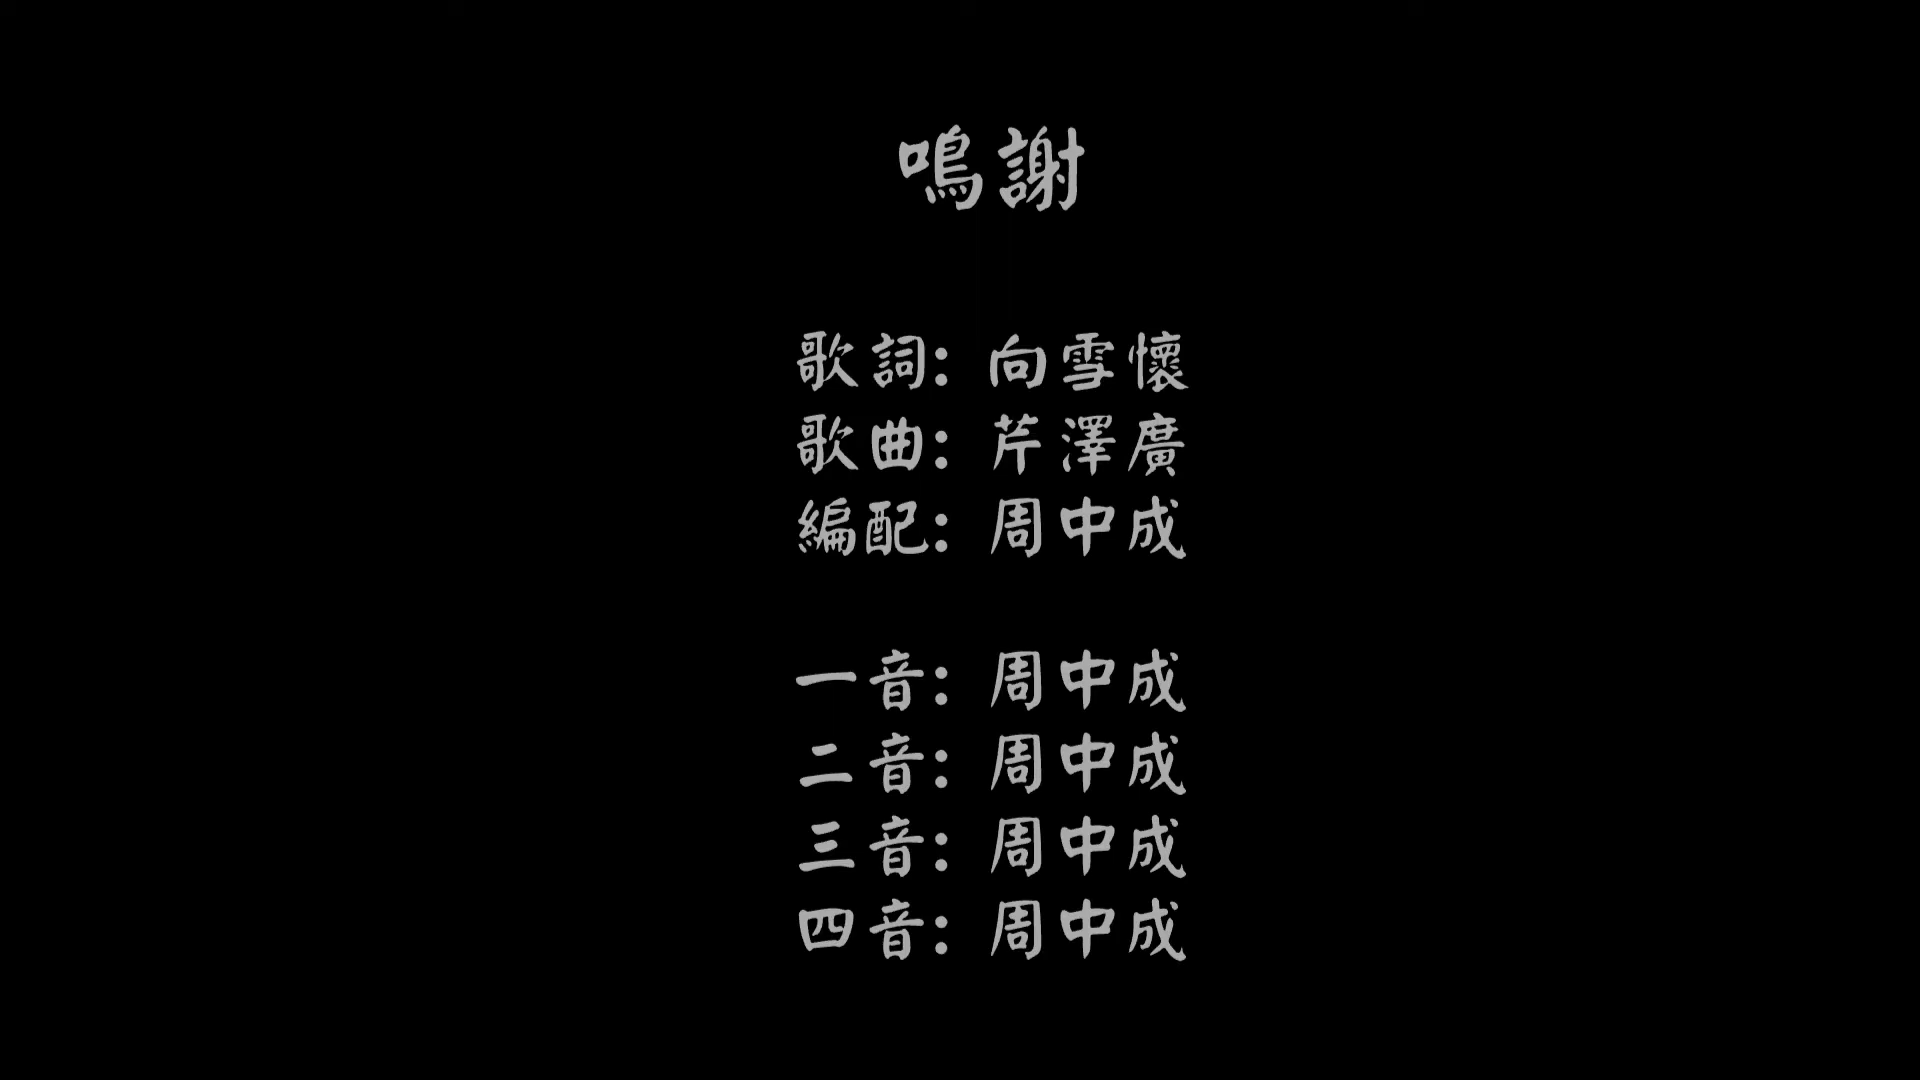 鳴謝
歌詞：向雪懷
歌曲：芹澤廣
編配：周中成
一音：周中成
二音：周中成
三音：周中成
四音：周中成